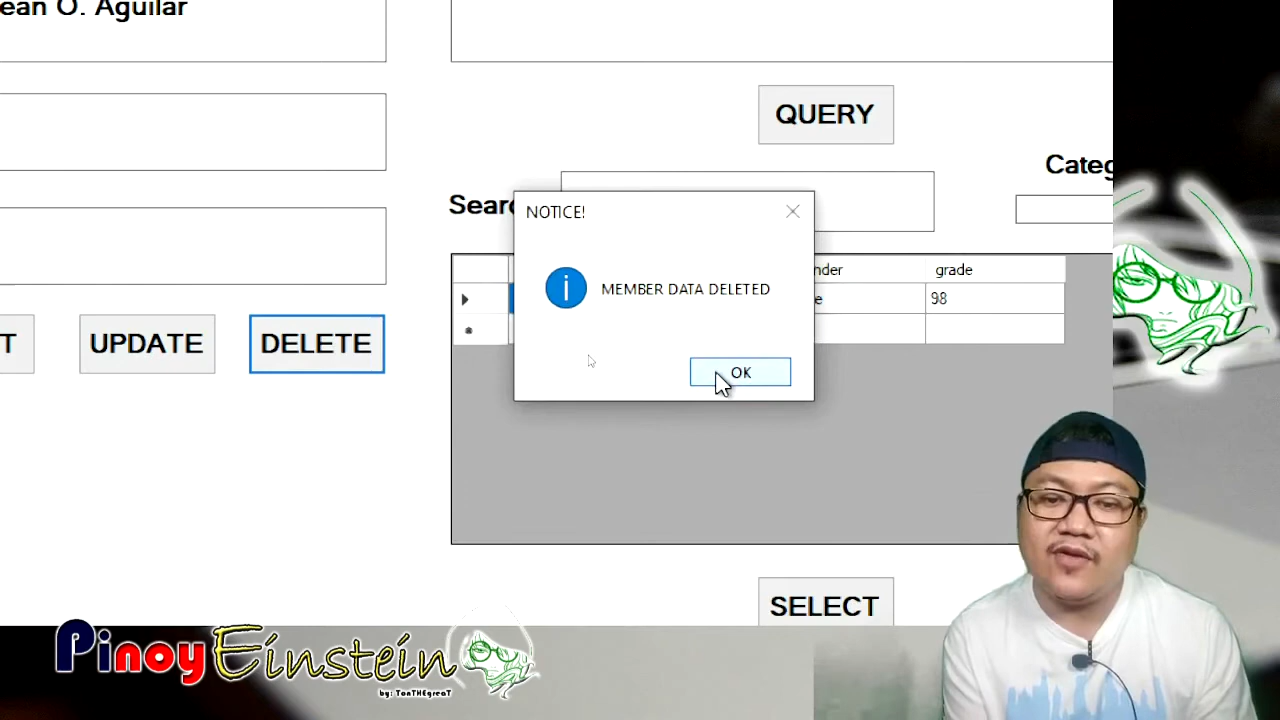 ean O. Aguilar
QUERY
Categ
Searc
NOTICE!
nder grade
MEMBER DATA DELETED
e 98
T UPDATE DELETE
OK
SELECT
PinoyEinstein
by: TonTHEgreaT